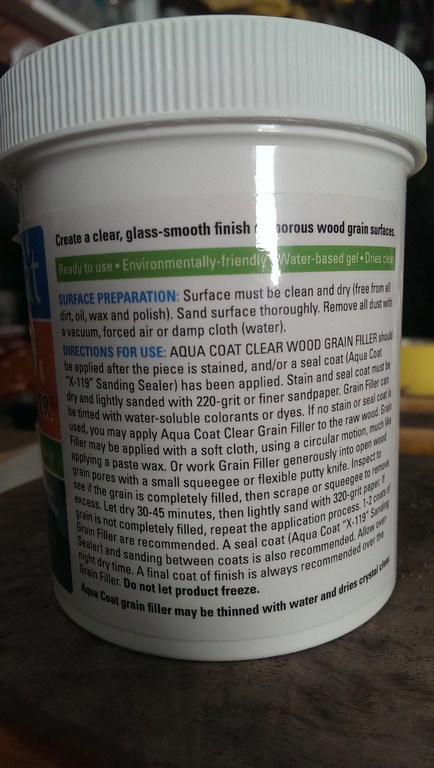 Create a clear, glass-smooth finish porous wood grain surfaces.
Ready to use • Environmentally-friendly • Water-based gel • Dries clear
SURFACE PREPARATION: Surface must be clean and dry (free from all
dirt, oil, wax and polish). Sand surface thoroughly. Remove all dust with
a vacuum, forced air or damp cloth (water).
DIRECTIONS FOR USE: AQUA COAT CLEAR WOOD GRAIN FILLER should
be applied after the piece is stained, and/or a seal coat (Aqua Coat
"X-119" Sanding Sealer) has been applied. Stain and seal coat must be
dry and lightly sanded with 220-grit or finer sandpaper. Grain Filler can
be tinted with water-soluble colorants or dyes. If no stain or seal coat is
used, you may apply Aqua Coat Clear Grain Filler to the raw wood. Grain
Filler may be applied with a soft cloth, using a circular motion, much like
applying a paste wax. Or work Grain Filler generously into open wood
grain pores with a small squeegee or flexible putty knife. Inspect to
see if the grain is completely filled, then scrape or squeegee to remove
excess. Let dry 30-45 minutes, then lightly sand with 320-grit paper. If
grain is not completely filled, repeat the application process. 1-2 coats of
Grain Filler are recommended. A seal coat (Aqua Coat "X-119" Sanding
Sealer) and sanding between coats is also recommended. Allow over-
night dry time. A final coat of finish is always recommended over the
Grain Filler. Do not let product freeze.
Aqua Coat grain filler may be thinned with water and dries crystal clear.